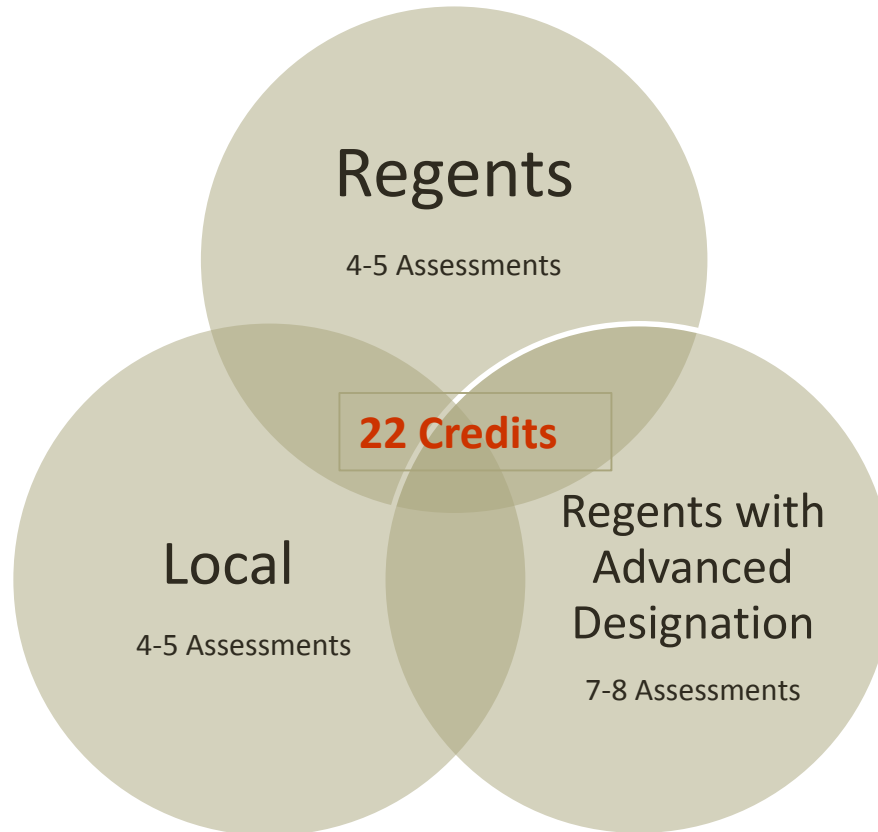 Regents
4-5 Assessments
22 Credits
Local
4-5 Assessments
Regents with
Advanced
Designation
7-8 Assessments